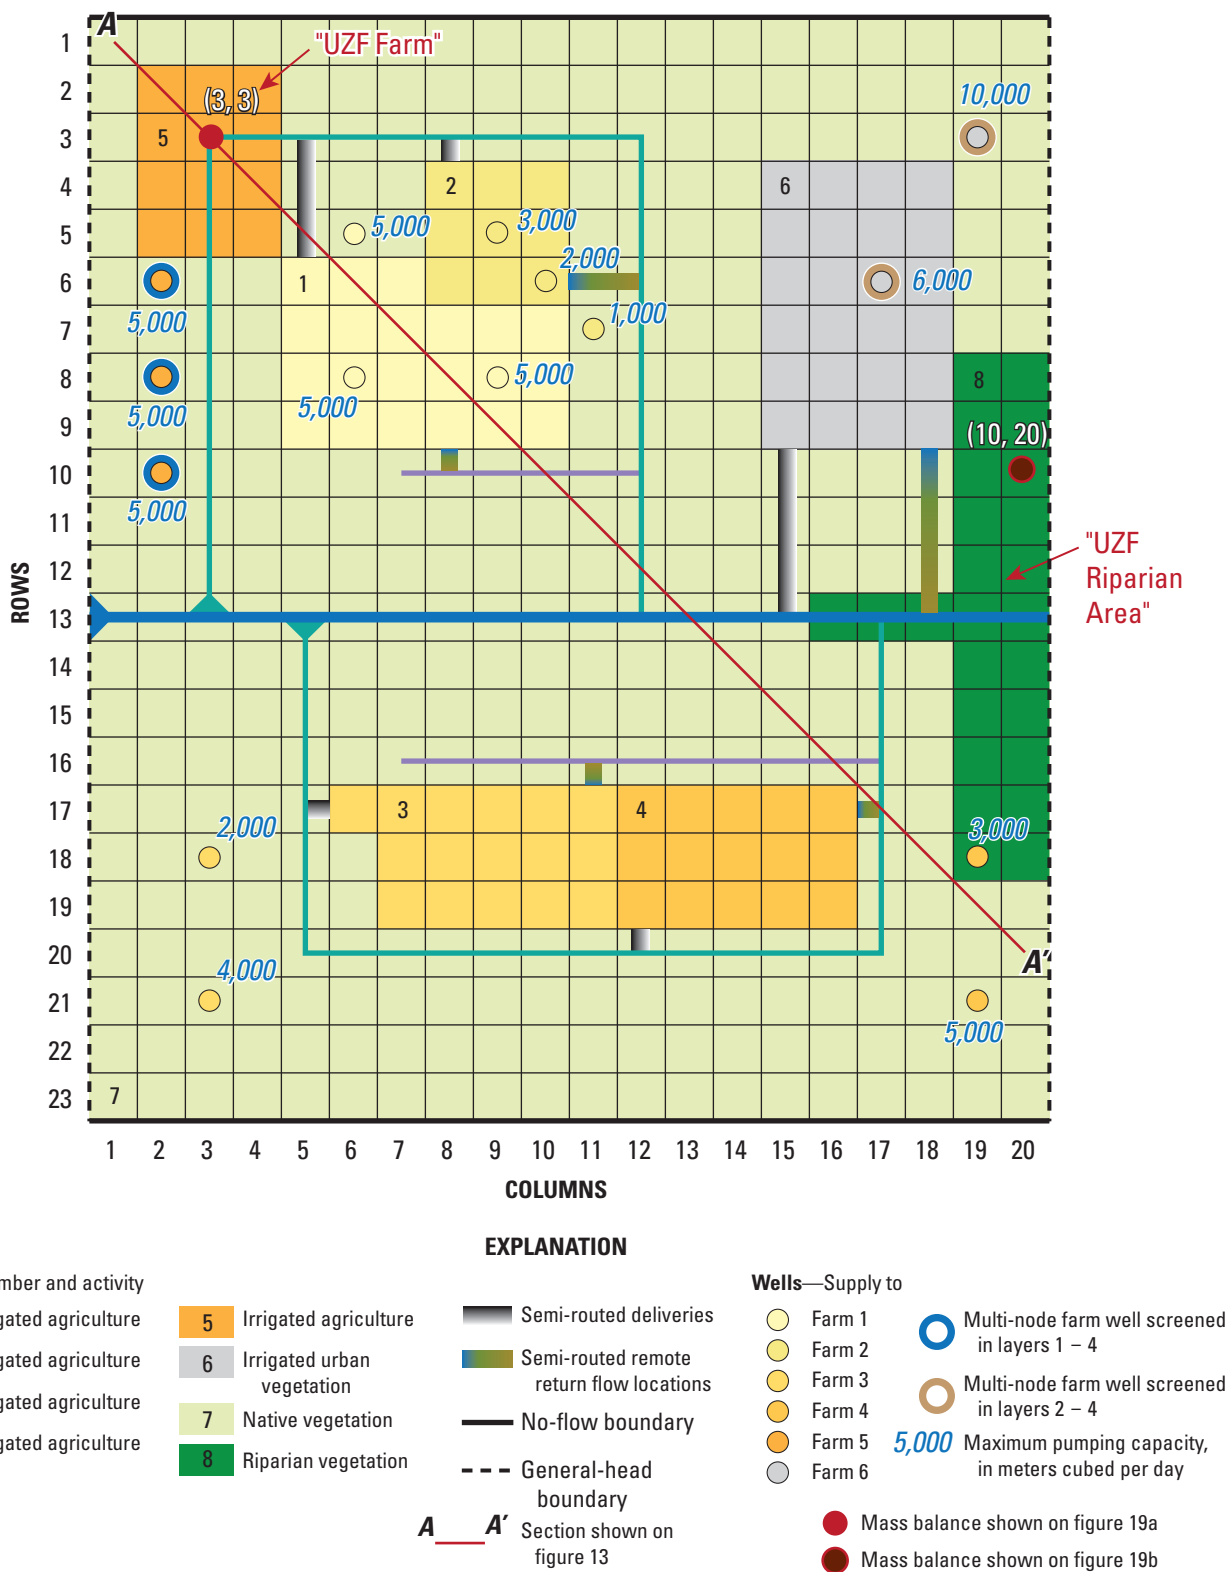 A
1
"UZF Farm"
2
(3, 3)
10,000
3
5
4
2
6
5
5,000
3,000
2,000
6
1
6,000
5,000
1,000
7
8
8
5,000
5,000
5,000
9
(10, 20)
10
5,000
11
"UZF
Riparian
Area"
12
ROWS
13
14
15
16
17
3
4
2,000
3,000
18
19
20
A'
4,000
21
5,000
22
23
7
1 2 3 4 5 6 7 8 9 10 11 12 13 14 15 16 17 18 19 20
COLUMNS
EXPLANATION
mber and activity
gated agriculture
gated agriculture
gated agriculture
gated agriculture
5 Irrigated agriculture
6 Irrigated urban
vegetation
7 Native vegetation
8 Riparian vegetation
Semi-routed deliveries
Semi-routed remote
return flow locations
No-flow boundary
General-head
boundary
A A' Section shown on
figure 13
Wells—Supply to
Farm 1
Farm 2
Farm 3
Farm 4
Farm 5
Farm 6
Multi-node farm well screened
in layers 1 – 4
Multi-node farm well screened
in layers 2 – 4
5,000 Maximum pumping capacity,
in meters cubed per day
Mass balance shown on figure 19a
Mass balance shown on figure 19b